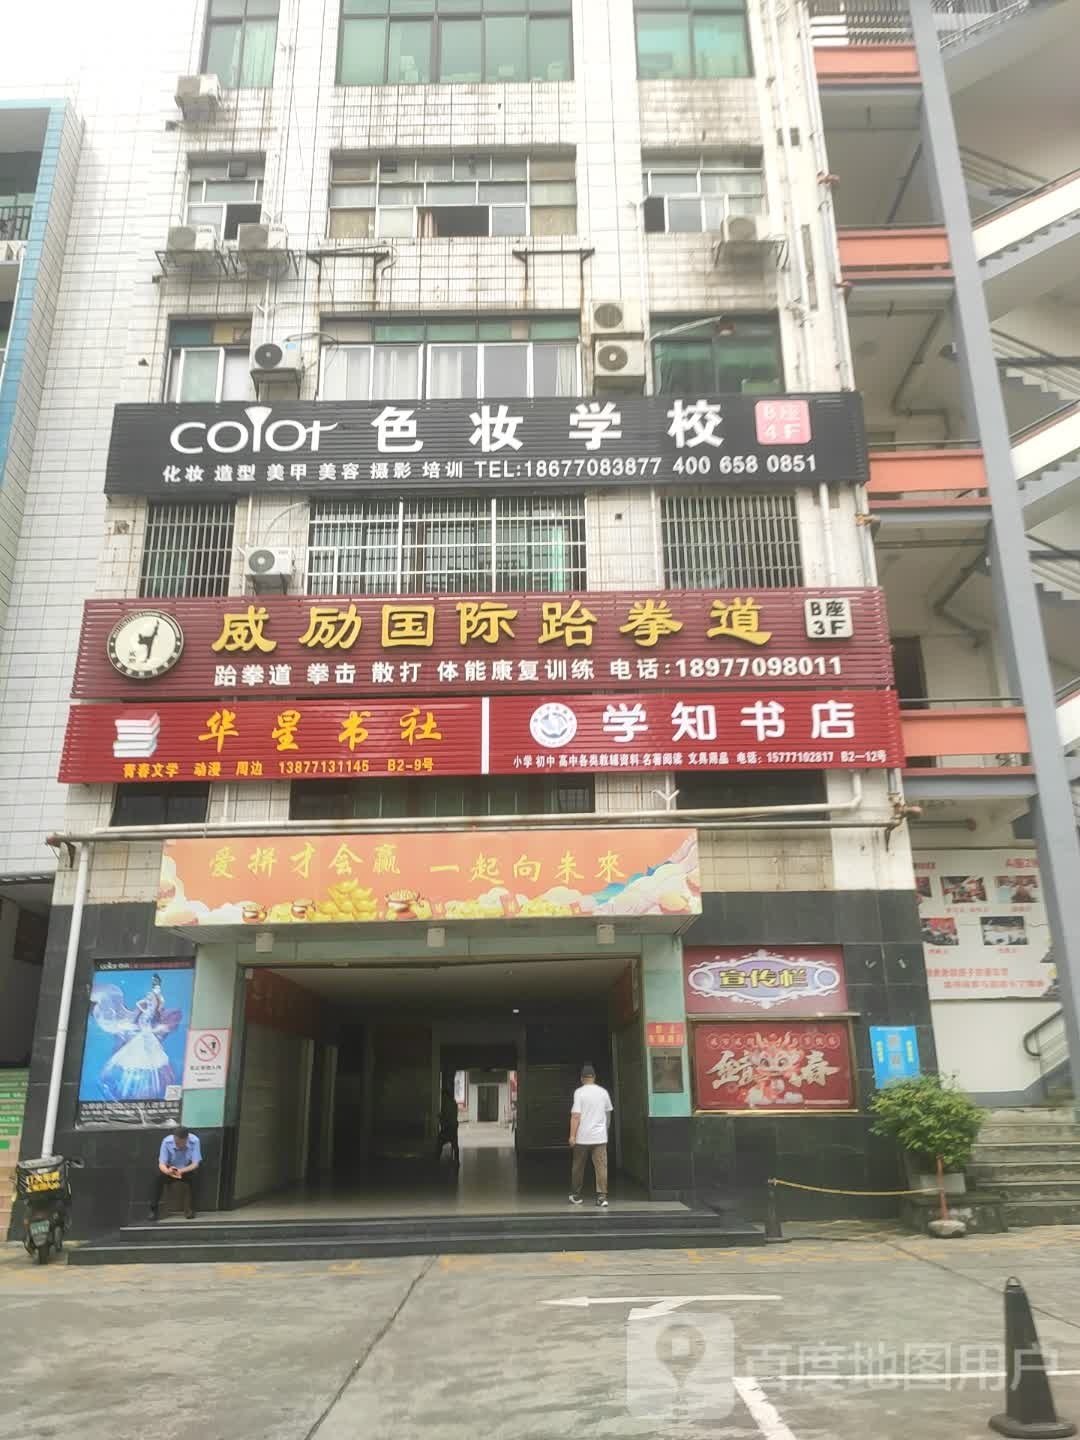 color 色妆学校 B座 4F
化妆 造型 美甲 美容 摄影 培训 TEL:18677083877 400 658 0851
威励国际跆拳道 B座 3F
跆拳道 拳击 散打 体能康复训练 电话:18977098011
华星书社
青春文学 动漫 周边 13877131145 B2-9号
学知书店
小学 初中 高中各类教辅资料 名著阅读 文具用品 电话：15777102817 B2—12号
爱拼才会赢 一起向未來
宣传栏
百度地图用户